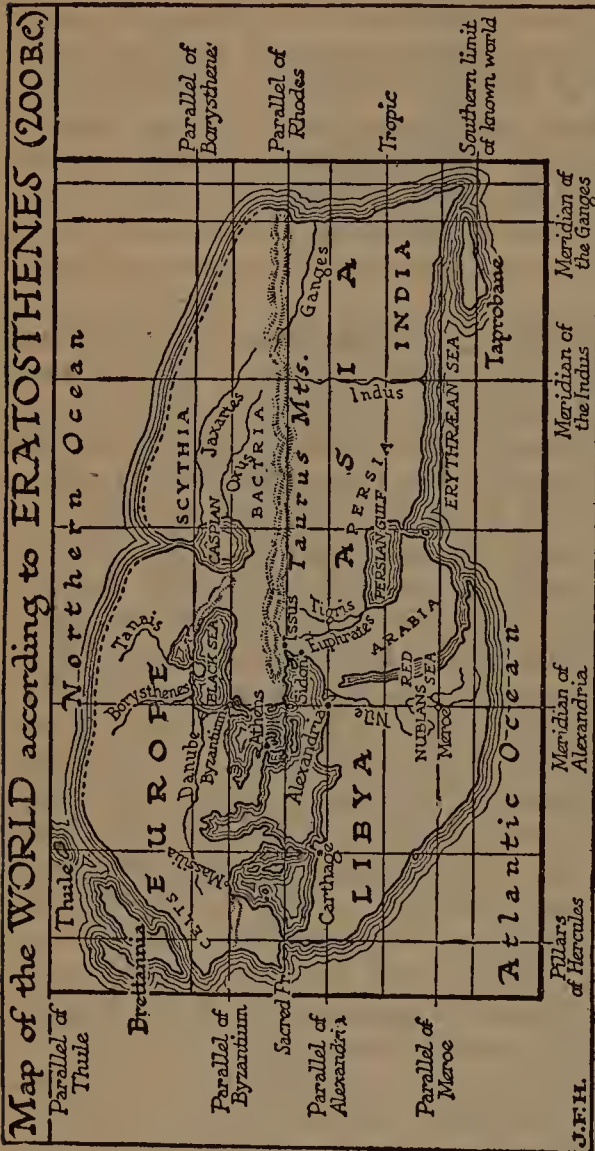 Map of the WORLD according to ERATOSTHENES (200 B.C.)
Parallel of
Thule
Thule
Northern Ocean
Parallel of
Borysthenes
Brettannia
EUROPE
CELTS
Massilia
Danube
Borysthenes
Tanais
SCYTHIA
Jaxartes
Oxus
BACTRIA
CASPIAN
BLACK SEA
Byzantium
Parallel of
Byzantium
Athens
Sacred Pr.
Parallel of
Rhodes
Taurus Mts.
Issus
Sidon
Ganges
Parallel of
Alexandria
Carthage
Alexandria
Tigris
Euphrates
ASIA
PERSIA
PERSIAN GULF
Indus
INDIA
Tropic
LIBYA
Nile
RED
SEA
ARABIA
NUBIANS
Meroe
Parallel of
Meroe
ERYTHRÆAN SEA
Taprobane
Southern limit
of known world
Atlantic Ocean
Pillars
of Hercules
Meridian of
Alexandria
Meridian of
the Indus
Meridian of
the Ganges
J.F.H.